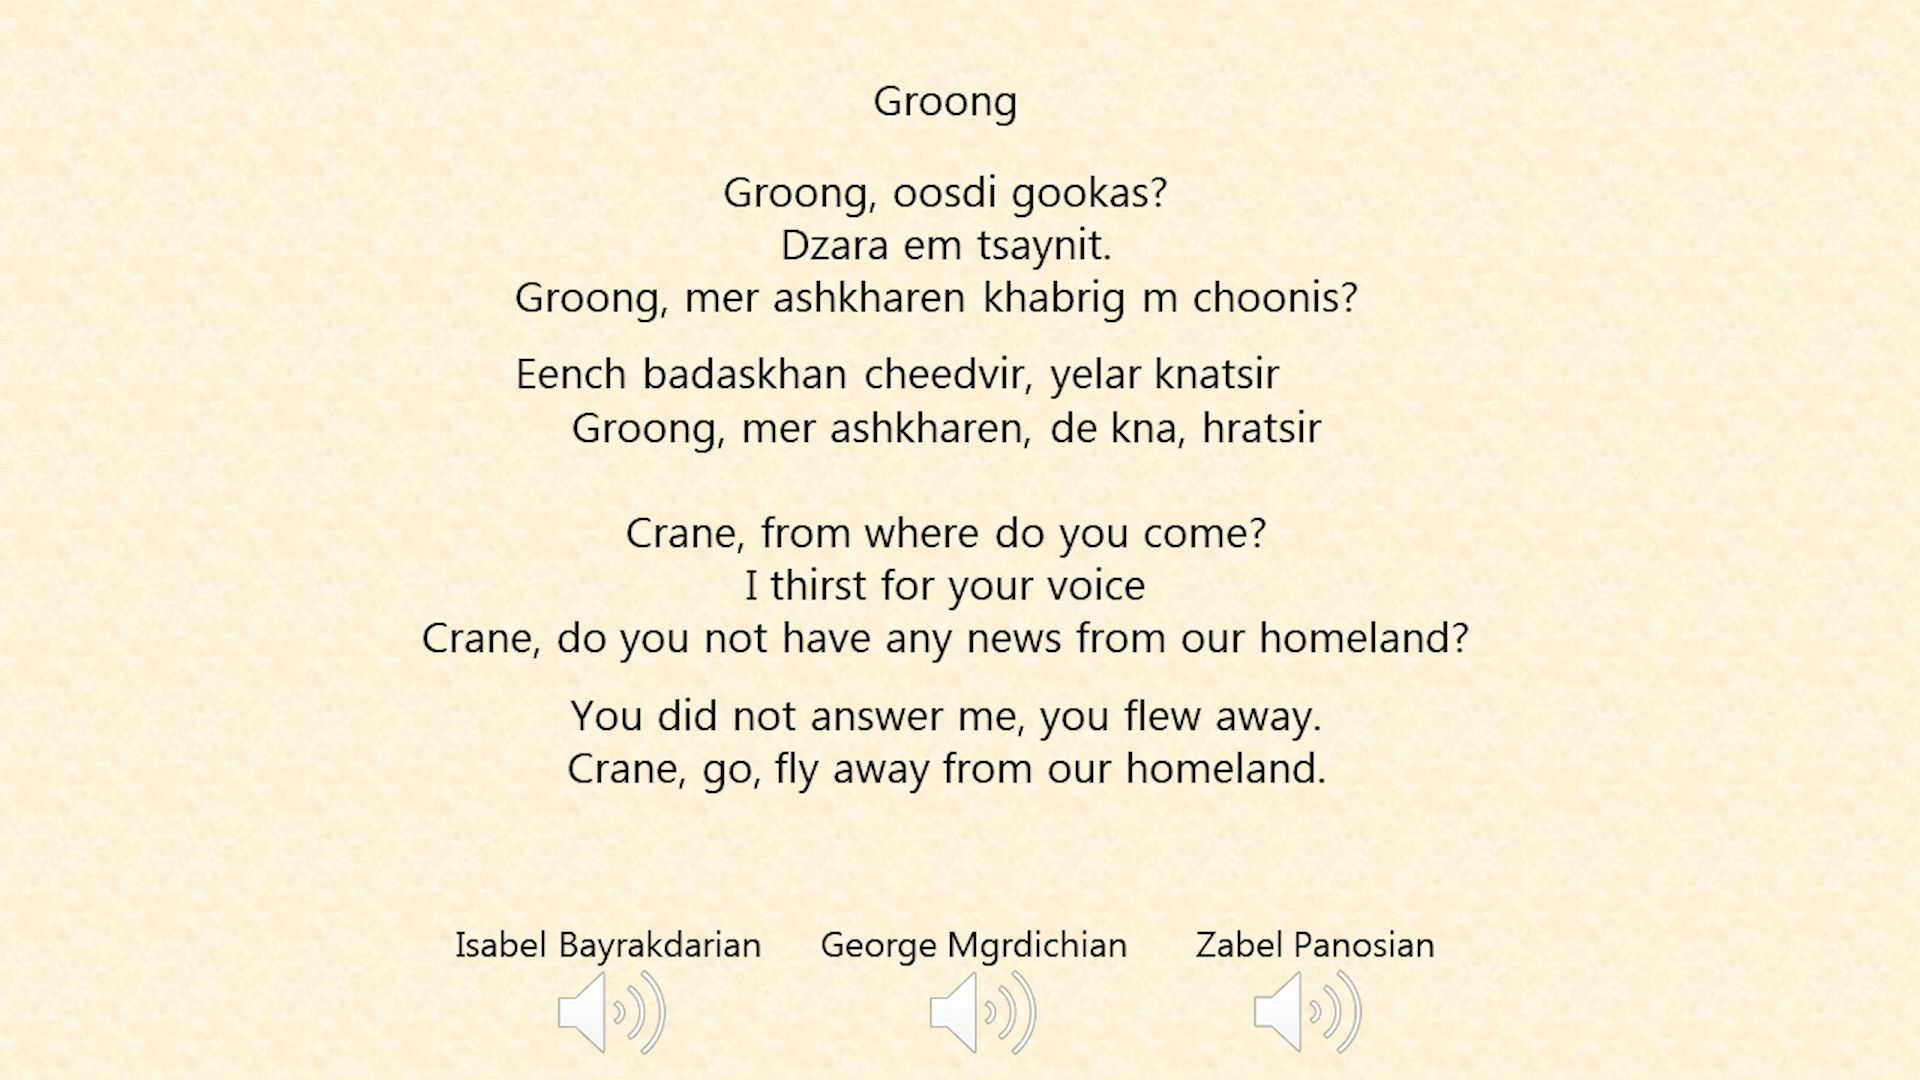 Groong
Groong, oosdi gookas?
Dzara em tsaynit.
Groong, mer ashkharen khabrig m choonis?
Eench badaskhan cheedvir, yelar knatsir
Groong, mer ashkharen, de kna, hratsir
Crane, from where do you come?
I thirst for your voice
Crane, do you not have any news from our homeland?
You did not answer me, you flew away.
Crane, go, fly away from our homeland.
Isabel Bayrakdarian George Mgrdichian Zabel Panosian